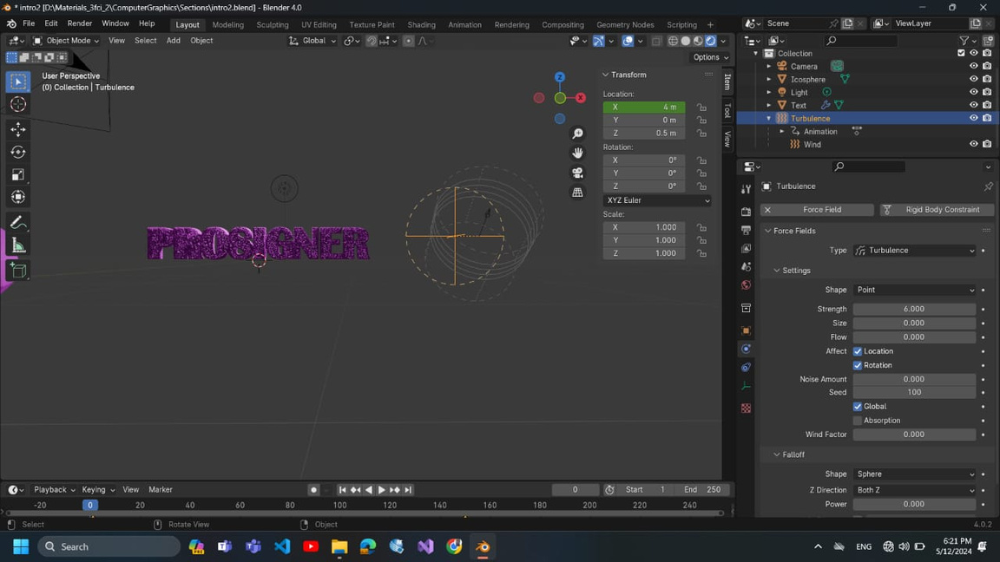 * intro2 [D:\Materials_3fci_2\ComputerGraphics\Sections\intro2.blend] - Blender 4.0
File Edit Render Window Help Layout Modeling Sculpting UV Editing Texture Paint Shading Animation Rendering Compositing Geometry Nodes Scripting + Scene ViewLayer
Object Mode View Select Add Object Global
Options
User Perspective
(0) Collection | Turbulence
Z
X
PROSIGNER
Transform
Location:
X 4 m
Y 0 m
Z 0.5 m
Rotation:
X 0°
Y 0°
Z 0°
XYZ Euler
Scale:
X 1.000
Y 1.000
Z 1.000
Item
Tool
View
Collection
Camera
Icosphere
Light
Text
Turbulence
Animation
Wind
Turbulence
Force Field Rigid Body Constraint
Force Fields
Type Turbulence
Settings
Shape Point
Strength 6.000
Size 0.000
Flow 0.000
Affect Location
Rotation
Noise Amount 0.000
Seed 100
Global
Absorption
Wind Factor 0.000
Falloff
Shape Sphere
Z Direction Both Z
Power 0.000
Playback Keying View Marker 0 Start 1 End 250
-20 0 20 40 60 80 100 120 140 160 180 200 220 240
Select Rotate View Object 4.0.2
Search ENG 6:21 PM
5/12/2024